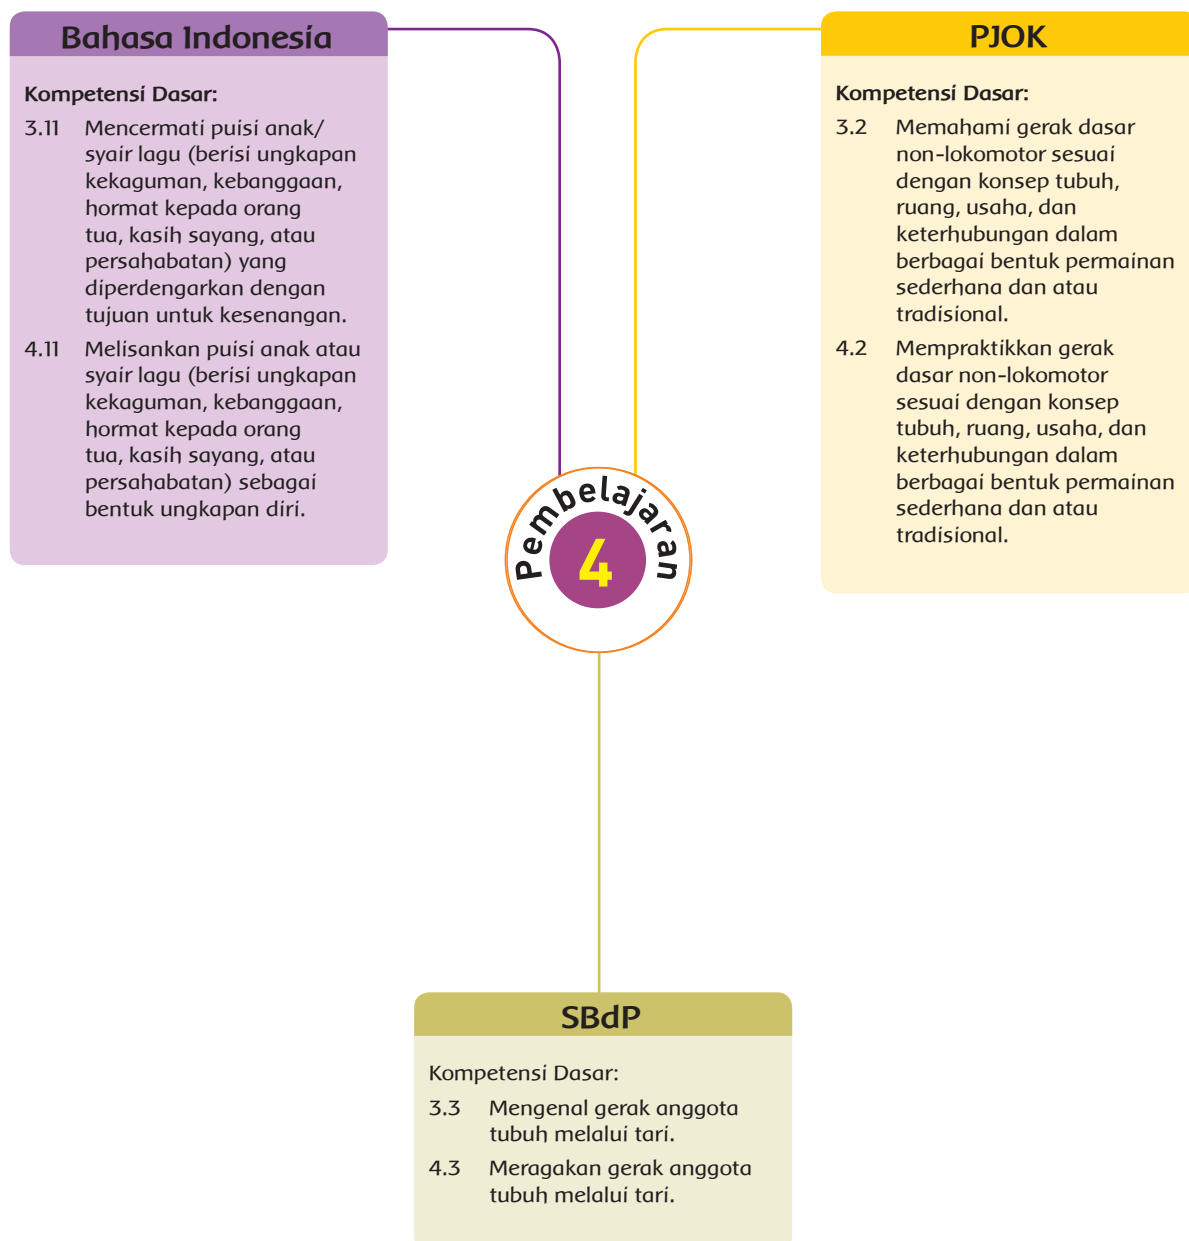 Bahasa Indonesia
Kompetensi Dasar:
3.11 Mencermati puisi anak/
syair lagu (berisi ungkapan
kekaguman, kebanggaan,
hormat kepada orang
tua, kasih sayang, atau
persahabatan) yang
diperdengarkan dengan
tujuan untuk kesenangan.
4.11 Melisankan puisi anak atau
syair lagu (berisi ungkapan
kekaguman, kebanggaan,
hormat kepada orang
tua, kasih sayang, atau
persahabatan) sebagai
bentuk ungkapan diri.
PJOK
Kompetensi Dasar:
3.2 Memahami gerak dasar
non-lokomotor sesuai
dengan konsep tubuh,
ruang, usaha, dan
keterhubungan dalam
berbagai bentuk permainan
sederhana dan atau
tradisional.
4.2 Mempraktikkan gerak
dasar non-lokomotor
sesuai dengan konsep
tubuh, ruang, usaha, dan
keterhubungan dalam
berbagai bentuk permainan
sederhana dan atau
tradisional.
Pembelajaran
4
SBdP
Kompetensi Dasar:
3.3 Mengenal gerak anggota
tubuh melalui tari.
4.3 Meragakan gerak anggota
tubuh melalui tari.